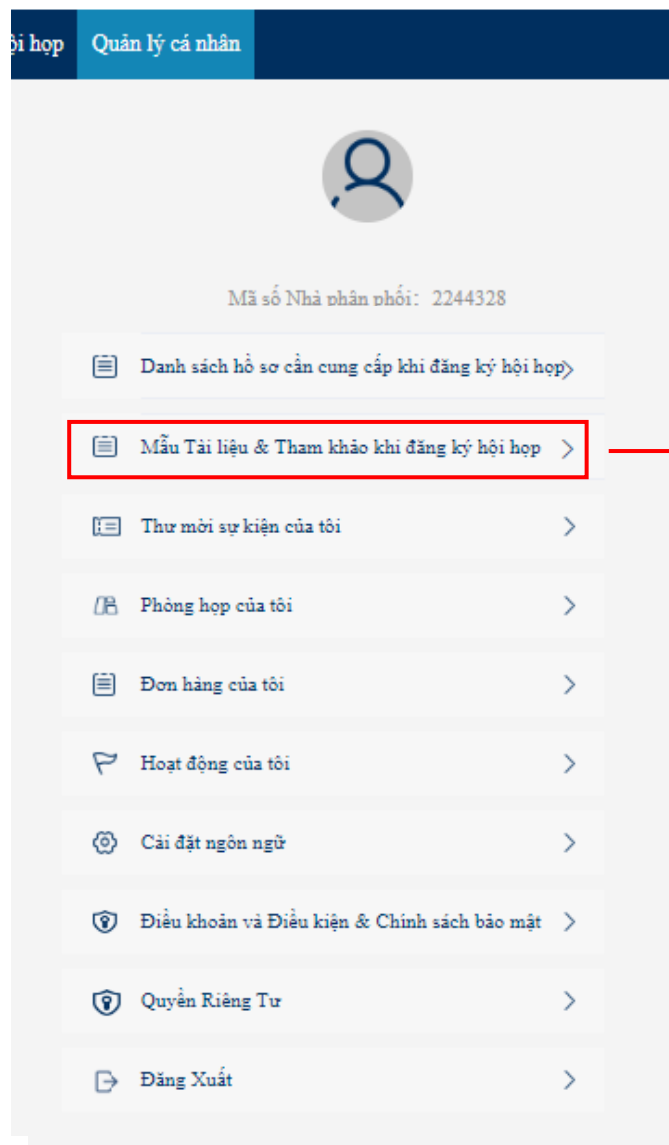 ội họp Quản lý cá nhân
Mã số Nhà phân phối: 2244328
Danh sách hồ sơ cần cung cấp khi đăng ký hội họp
Mẫu Tài liệu & Tham khảo khi đăng ký hội họp
Thư mời sự kiện của tôi
Phòng họp của tôi
Đơn hàng của tôi
Hoạt động của tôi
Cài đặt ngôn ngữ
Điều khoản và Điều kiện & Chính sách bảo mật
Quyền Riêng Tư
Đăng Xuất